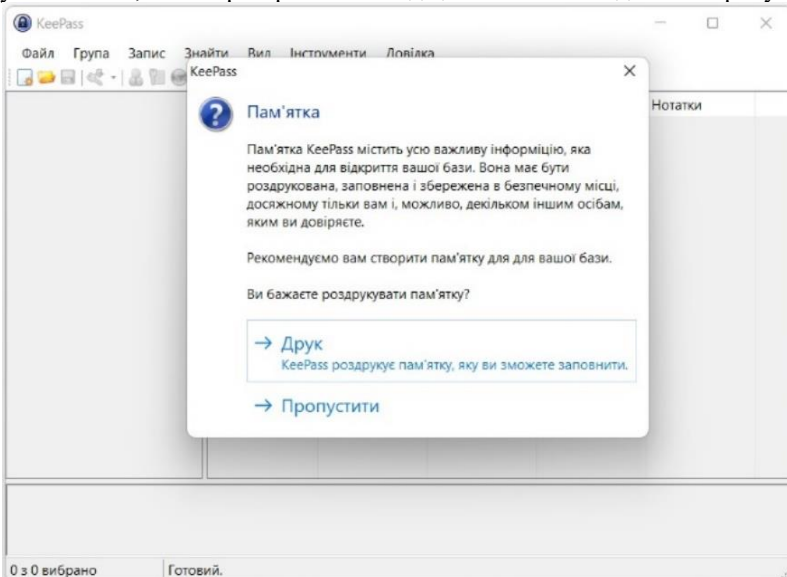 KeePass
Файл Група Запис Знайти Вид Інструменти Довідка
KeePass
Нотатки
Пам'ятка
Пам'ятка KeePass містить усю важливу інформіцію, яка
необхідна для відкриття вашої бази. Вона має бути
роздрукована, заповнена і збережена в безпечному місці,
досяжному тільки вам і, можливо, декільком іншим особам,
яким ви довіряєте.
Рекомендуємо вам створити пам'ятку для для вашої бази.
Ви бажаєте роздрукувати пам'ятку?
→ Друк
KeePass роздрукує пам'ятку, яку ви зможете заповнити.
→ Пропустити
0 з 0 вибрано Готовий.